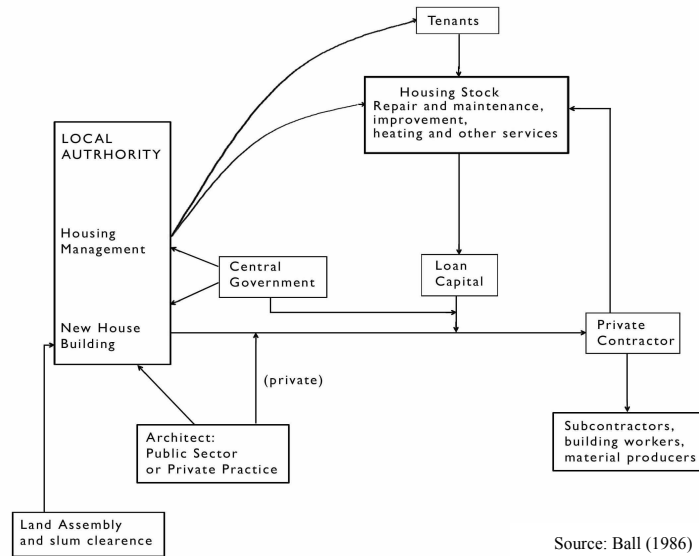 Tenants
Housing Stock
Repair and maintenance,
improvement,
heating and other services
LOCAL
AUTRHORITY
Housing
Management
Central
Government
Loan
Capital
New House
Building
Private
Contractor
(private)
Architect:
Public Sector
or Private Practice
Subcontractors,
building workers,
material producers
Land Assembly
and slum clearence
Source: Ball (1986)